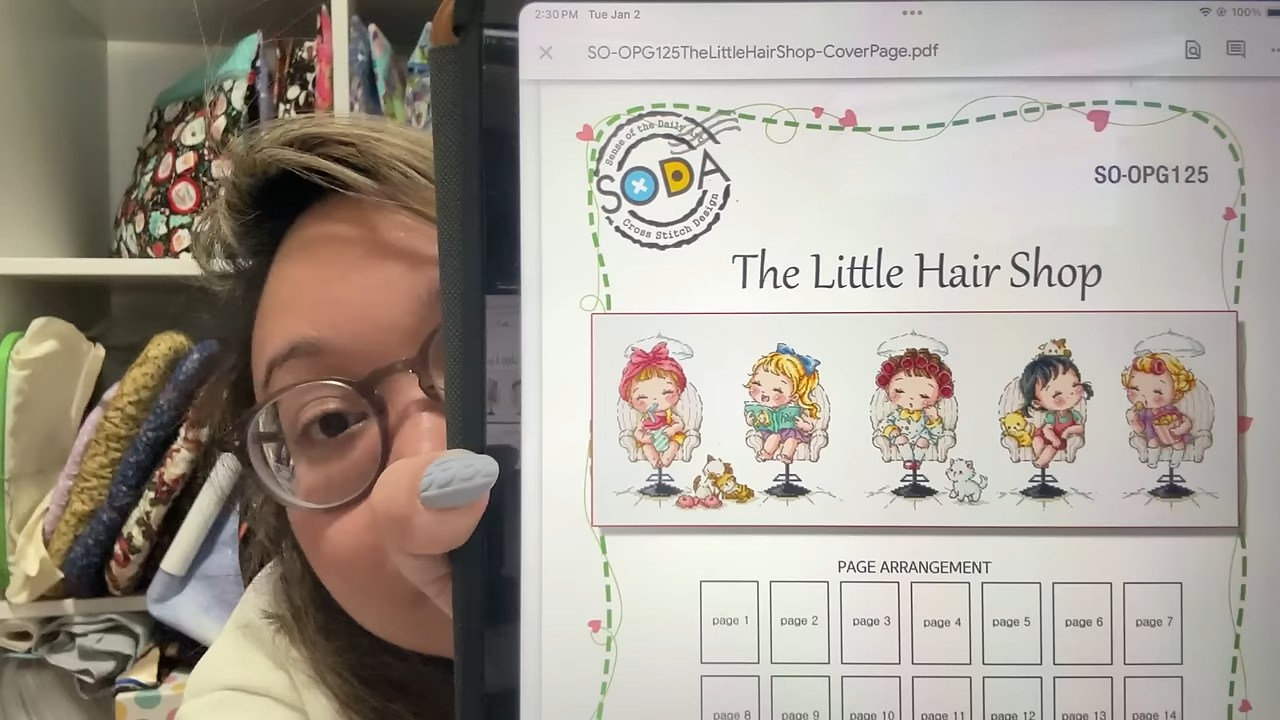 2:30 PM Tue Jan 2
100%
SO-OPG125TheLittleHairShop-CoverPage.pdf
Sense of the Daily Art
SODA
Cross Stitch Design
SO-OPG125
The Little Hair Shop
PAGE ARRANGEMENT
page 1 page 2 page 3 page 4 page 5 page 6 page 7
page 8 page 9 page 10 page 11 page 12 page 13 page 14